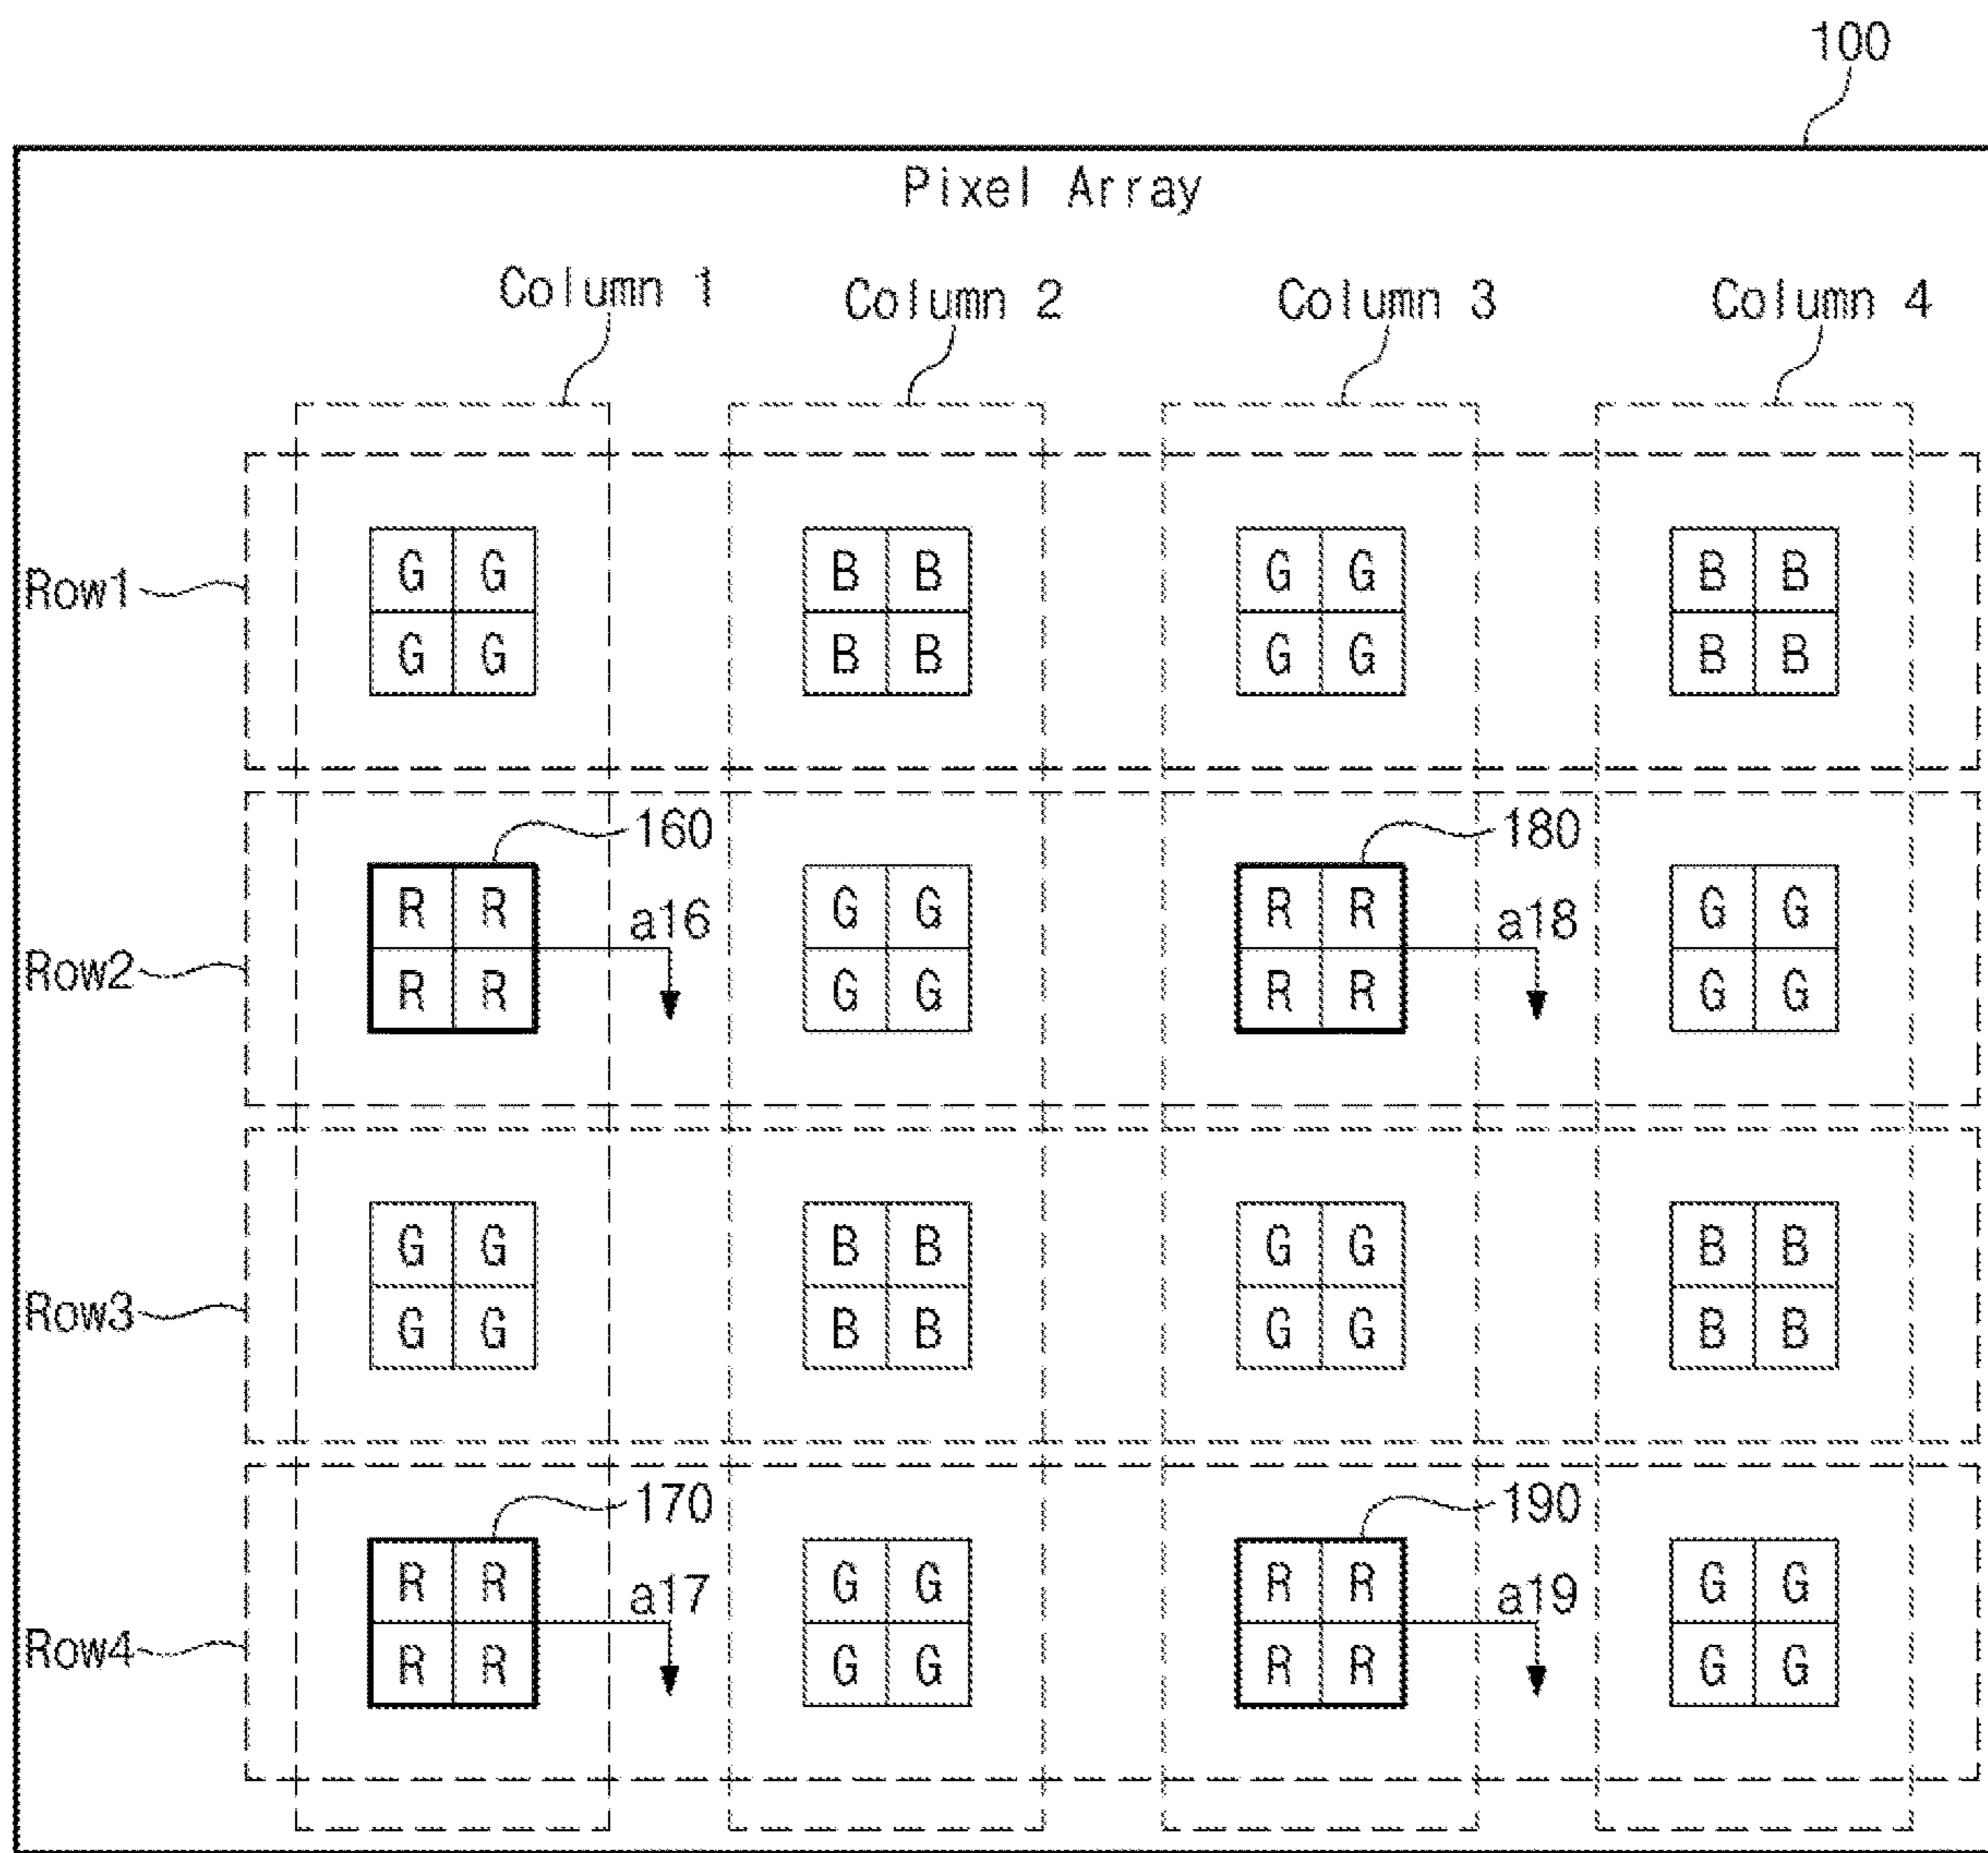 100
Pixel Array
Column 1 Column 2 Column 3 Column 4
G G B B G G B B
Row1
G G B B G G B B
160 180
R R a16 G G R R a18 G G
Row2
R R G G R R G G
G G B B G G B B
Row3
G G B B G G B B
170 190
R R a17 G G R R a19 G G
Row4
R R G G R R G G